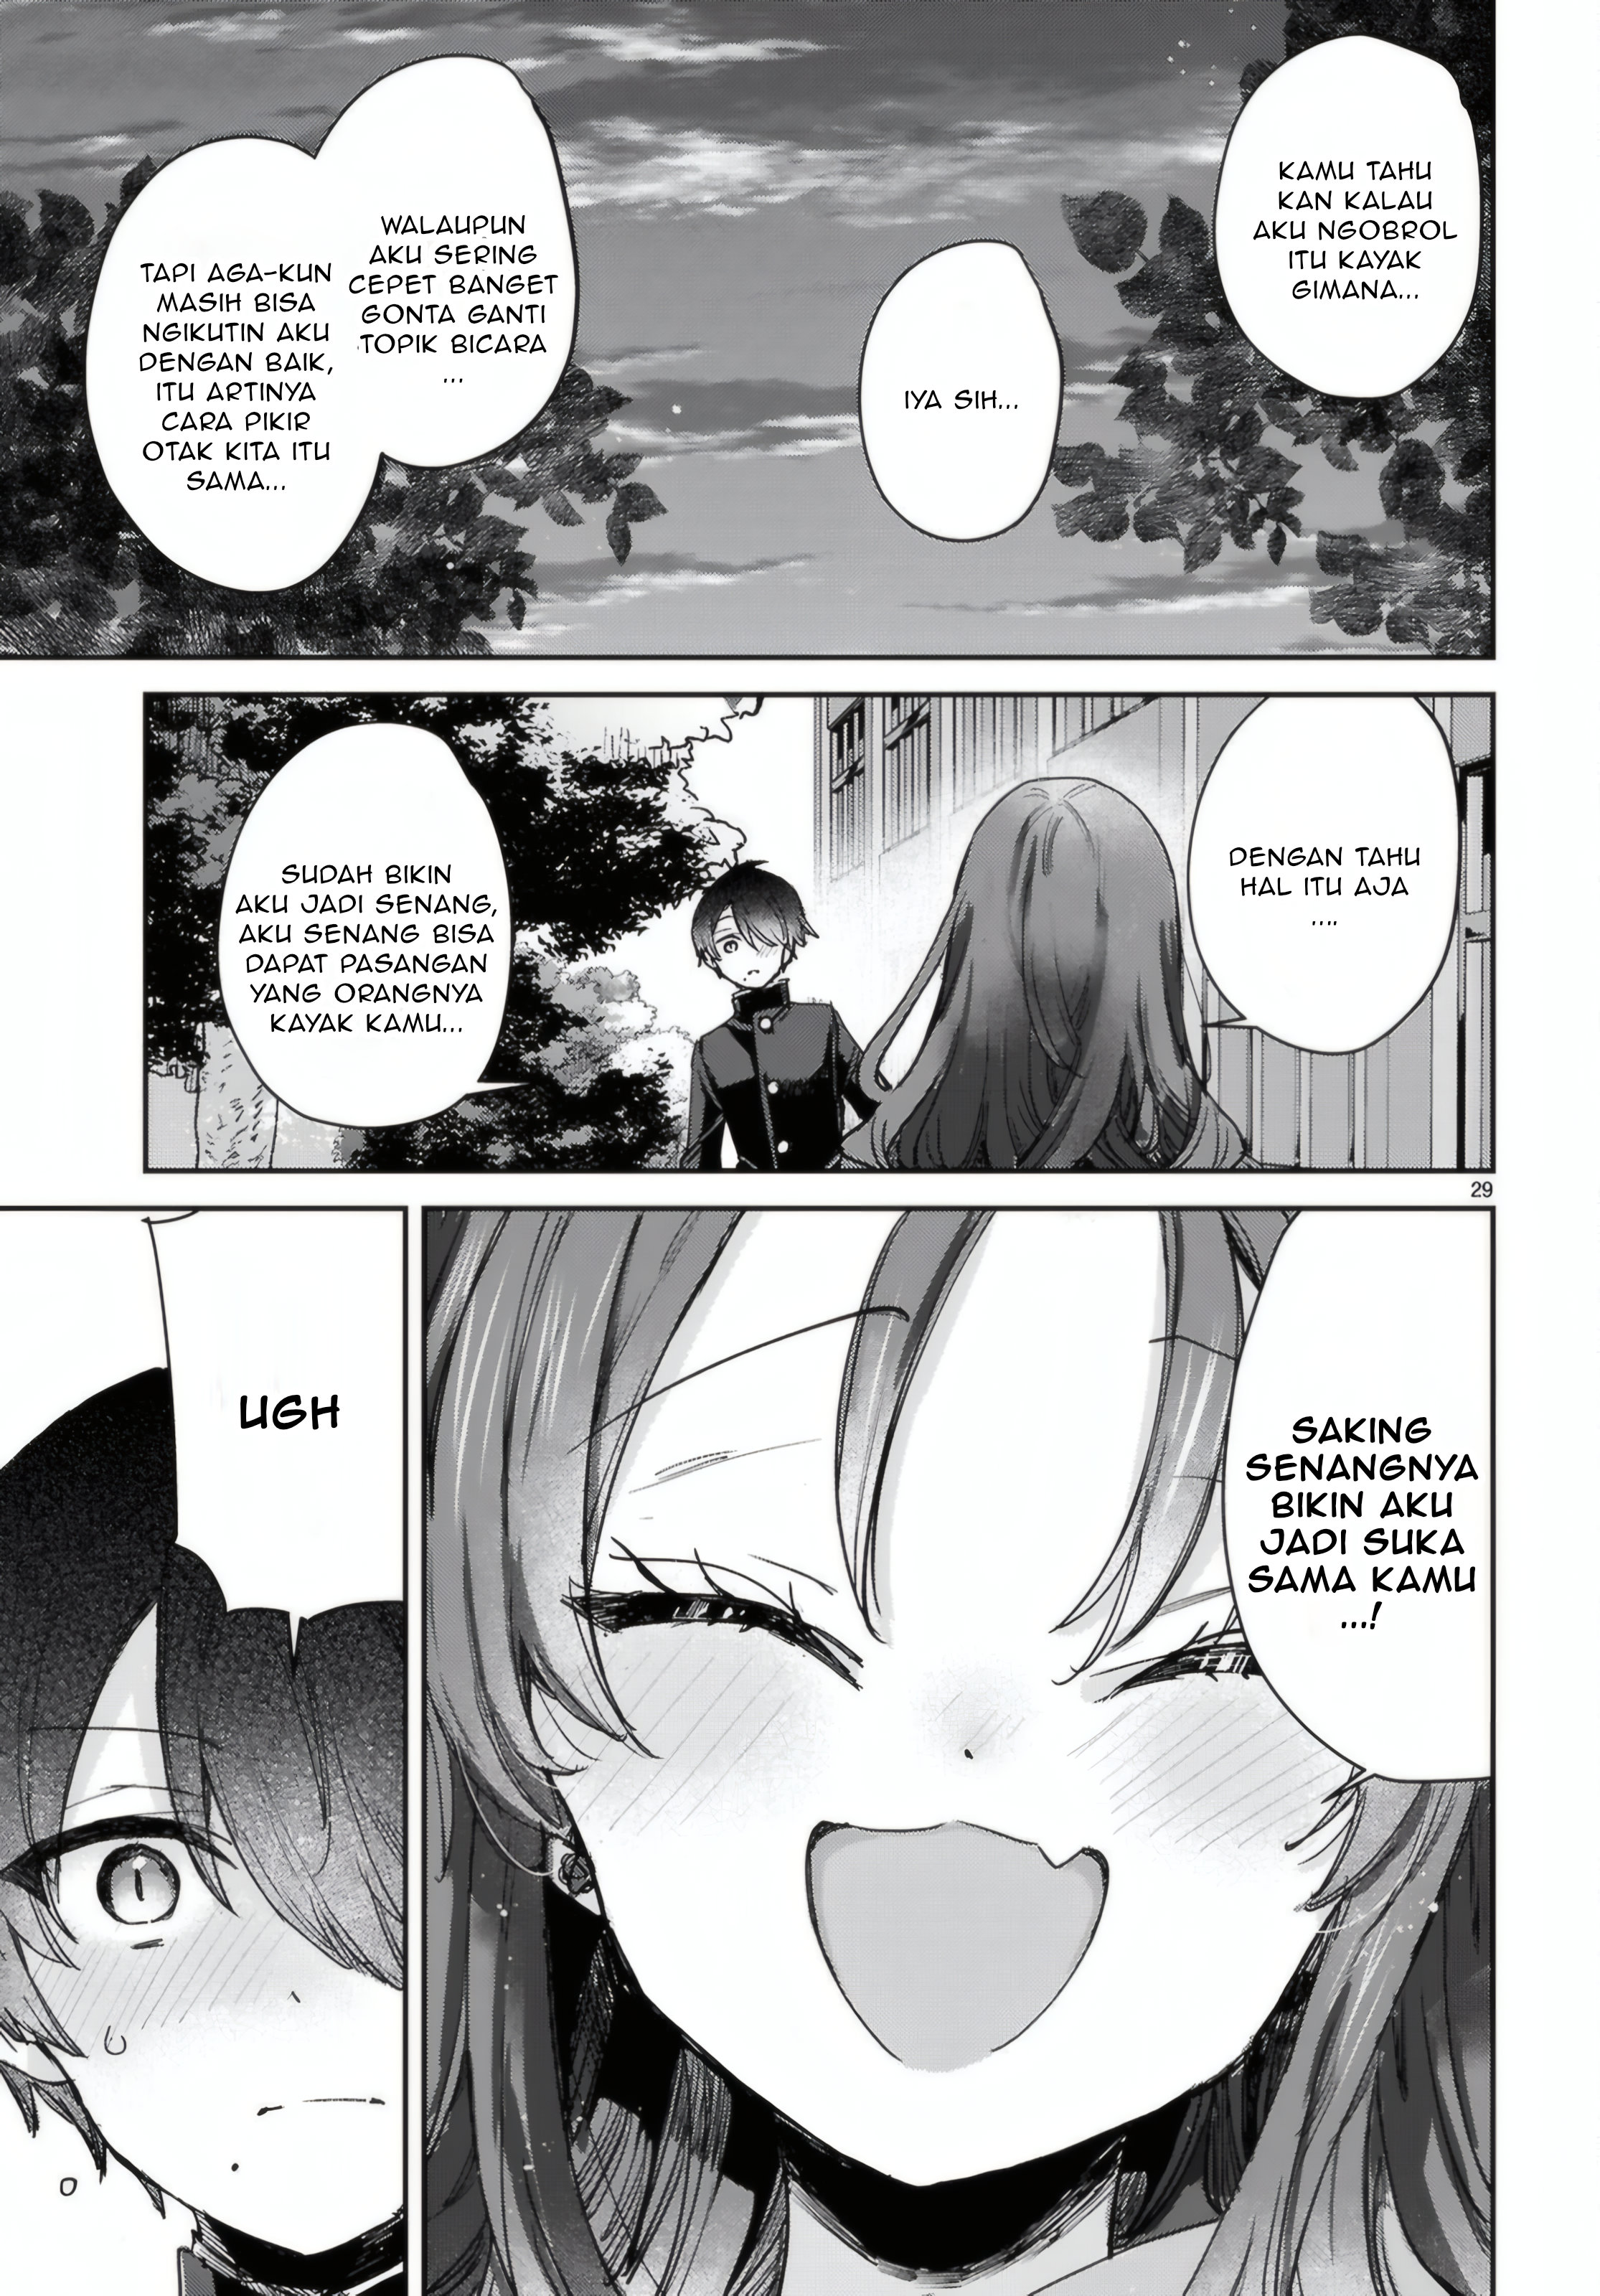 KAMU TAHU
KAN KALAU
AKU NGOBROL
ITU KAYAK
GIMANA...
IYA SIH...
WALAUPUN
AKU SERING
CEPET BANGET
GONTA GANTI
TOPIK BICARA
...
TAPI AGA-KUN
MASIH BISA
NGIKUTIN AKU
DENGAN BAIK,
ITU ARTINYA
CARA PIKIR
OTAK KITA ITU
SAMA...
DENGAN TAHU
HAL ITU AJA
....
SUDAH BIKIN
AKU JADI SENANG,
AKU SENANG BISA
DAPAT PASANGAN
YANG ORANGNYA
KAYAK KAMU...
29
SAKING
SENANGNYA
BIKIN AKU
JADI SUKA
SAMA KAMU
...!
UGH